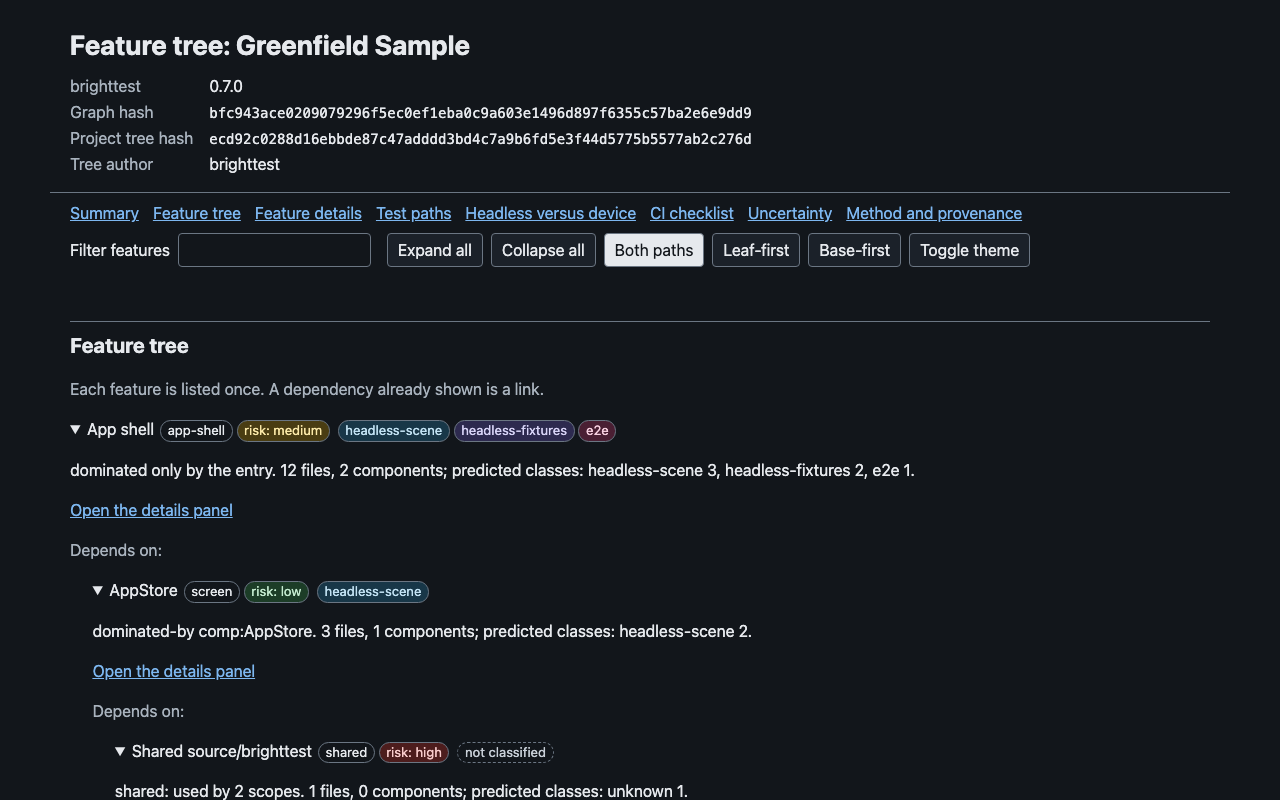 Feature tree: Greenfield Sample
brighttest 0.7.0
Graph hash bfc943ace0209079296f5ec0ef1eba0c9a603e1496d897f6355c57ba2e6e9dd9
Project tree hash ecd92c0288d16ebbde87c47adddd3bd4c7a9b6fd5e3f44d5775b5577ab2c276d
Tree author brighttest
Summary Feature tree Feature details Test paths Headless versus device CI checklist Uncertainty Method and provenance
Filter features Expand all Collapse all Both paths Leaf-first Base-first Toggle theme
Feature tree
Each feature is listed once. A dependency already shown is a link.
App shell app-shell risk: medium headless-scene headless-fixtures e2e
dominated only by the entry. 12 files, 2 components; predicted classes: headless-scene 3, headless-fixtures 2, e2e 1.
Open the details panel
Depends on:
AppStore screen risk: low headless-scene
dominated-by comp:AppStore. 3 files, 1 components; predicted classes: headless-scene 2.
Open the details panel
Depends on:
Shared source/brighttest shared risk: high not classified
shared: used by 2 scopes. 1 files, 0 components; predicted classes: unknown 1.